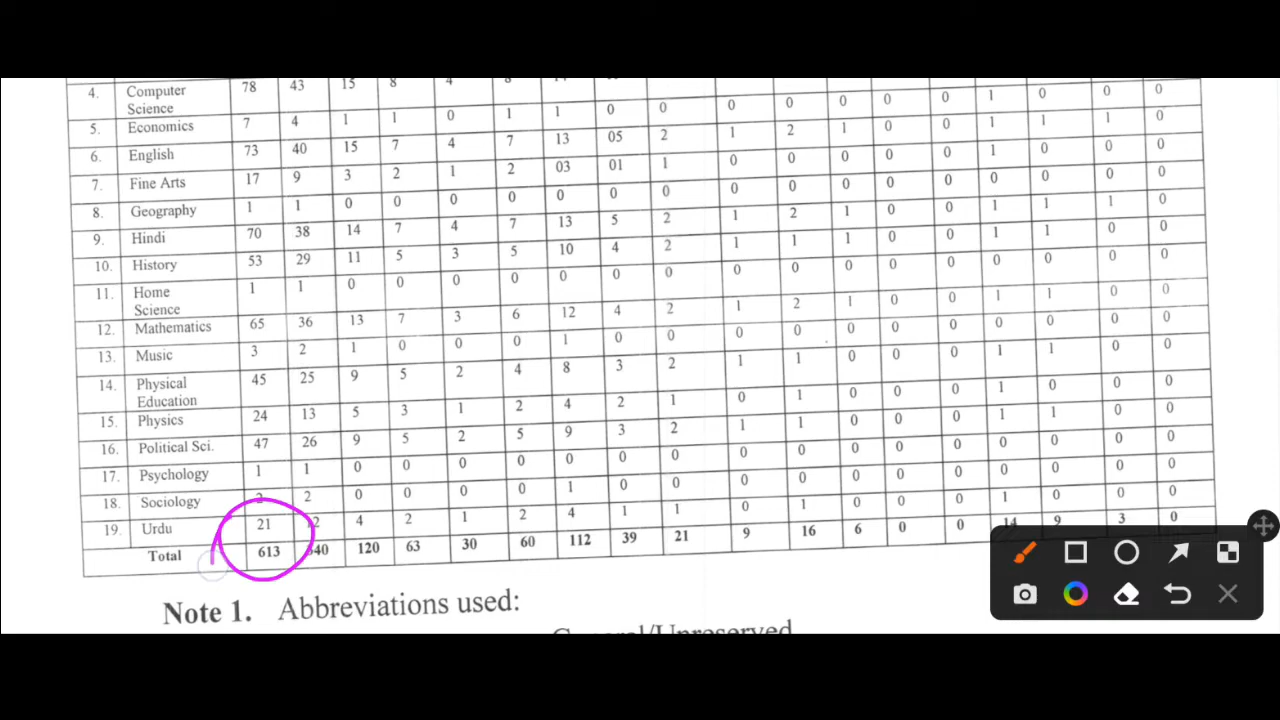 4. Computer Science 78 43 15 8 4 8
5. Economics 7 4 1 1 0 1 1 0 0 0 0 0 0 0 1 0 0 0
6. English 73 40 15 7 4 7 13 05 2 1 2 1 0 0 1 1 1 0
7. Fine Arts 17 9 3 2 1 2 03 01 1 0 0 0 0 0 1 0 0 0
8. Geography 1 1 0 0 0 0 0 0 0 0 0 0 0 0 0 0 0 0
9. Hindi 70 38 14 7 4 7 13 5 2 1 2 1 0 0 1 1 1 0
10. History 53 29 11 5 3 5 10 4 2 1 1 1 0 0 1 1 0 0
11. Home Science 1 1 0 0 0 0 0 0 0 0 0 0 0 0 0 0 0 0
12. Mathematics 65 36 13 7 3 6 12 4 2 1 2 1 0 0 1 1 0 0
13. Music 3 2 1 0 0 0 1 0 0 0 0 0 0 0 0 0 0 0
14. Physical Education 45 25 9 5 2 4 8 3 2 1 1 0 0 0 1 1 0 0
15. Physics 24 13 5 3 1 2 4 2 1 0 1 0 0 0 1 0 0 0
16. Political Sci. 47 26 9 5 2 5 9 3 2 1 1 0 0 0 1 1 0 0
17. Psychology 1 1 0 0 0 0 0 0 0 0 0 0 0 0 0 0 0 0
18. Sociology 2 2 0 0 0 0 1 0 0 0 0 0 0 0 0 0 0 0
19. Urdu 21 12 4 2 1 2 4 1 1 0 1 0 0 0 1 0 0 0
Total 613 340 120 63 30 60 112 39 21 9 16 6 0 0 14 9 3 0
Note 1. Abbreviations used:
General/Unreserved